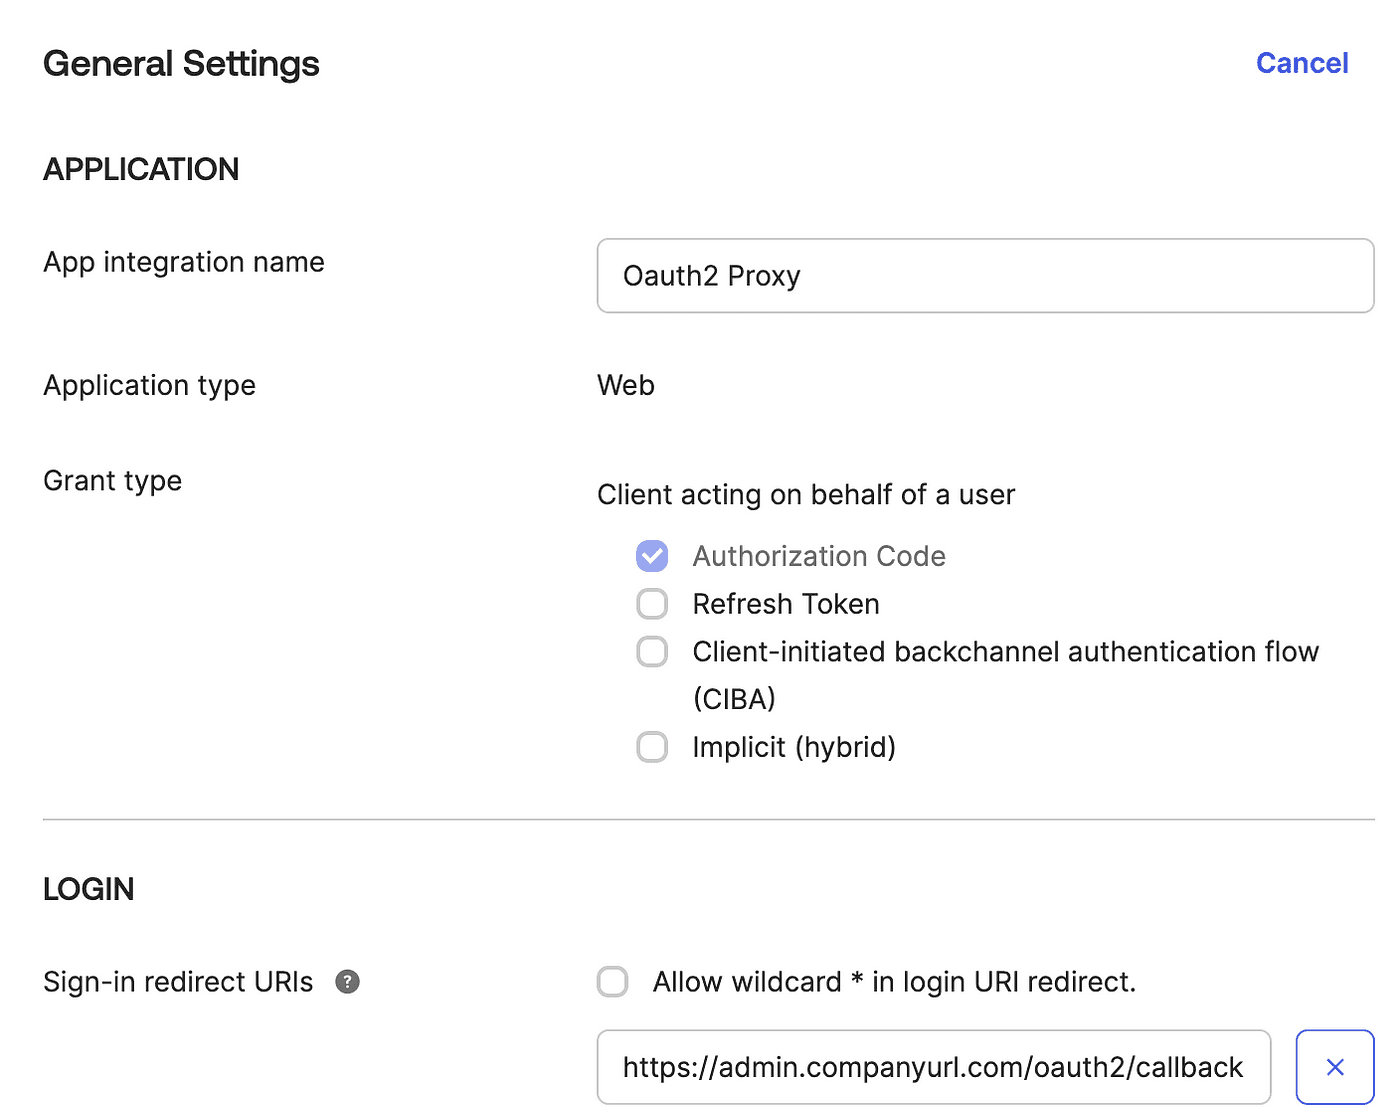 General Settings
Cancel
APPLICATION
App integration name
Oauth2 Proxy
Application type
Web
Grant type
Client acting on behalf of a user
Authorization Code
Refresh Token
Client-initiated backchannel authentication flow
(CIBA)
Implicit (hybrid)
LOGIN
Sign-in redirect URIs ?
Allow wildcard * in login URI redirect.
https://admin.companyurl.com/oauth2/callback